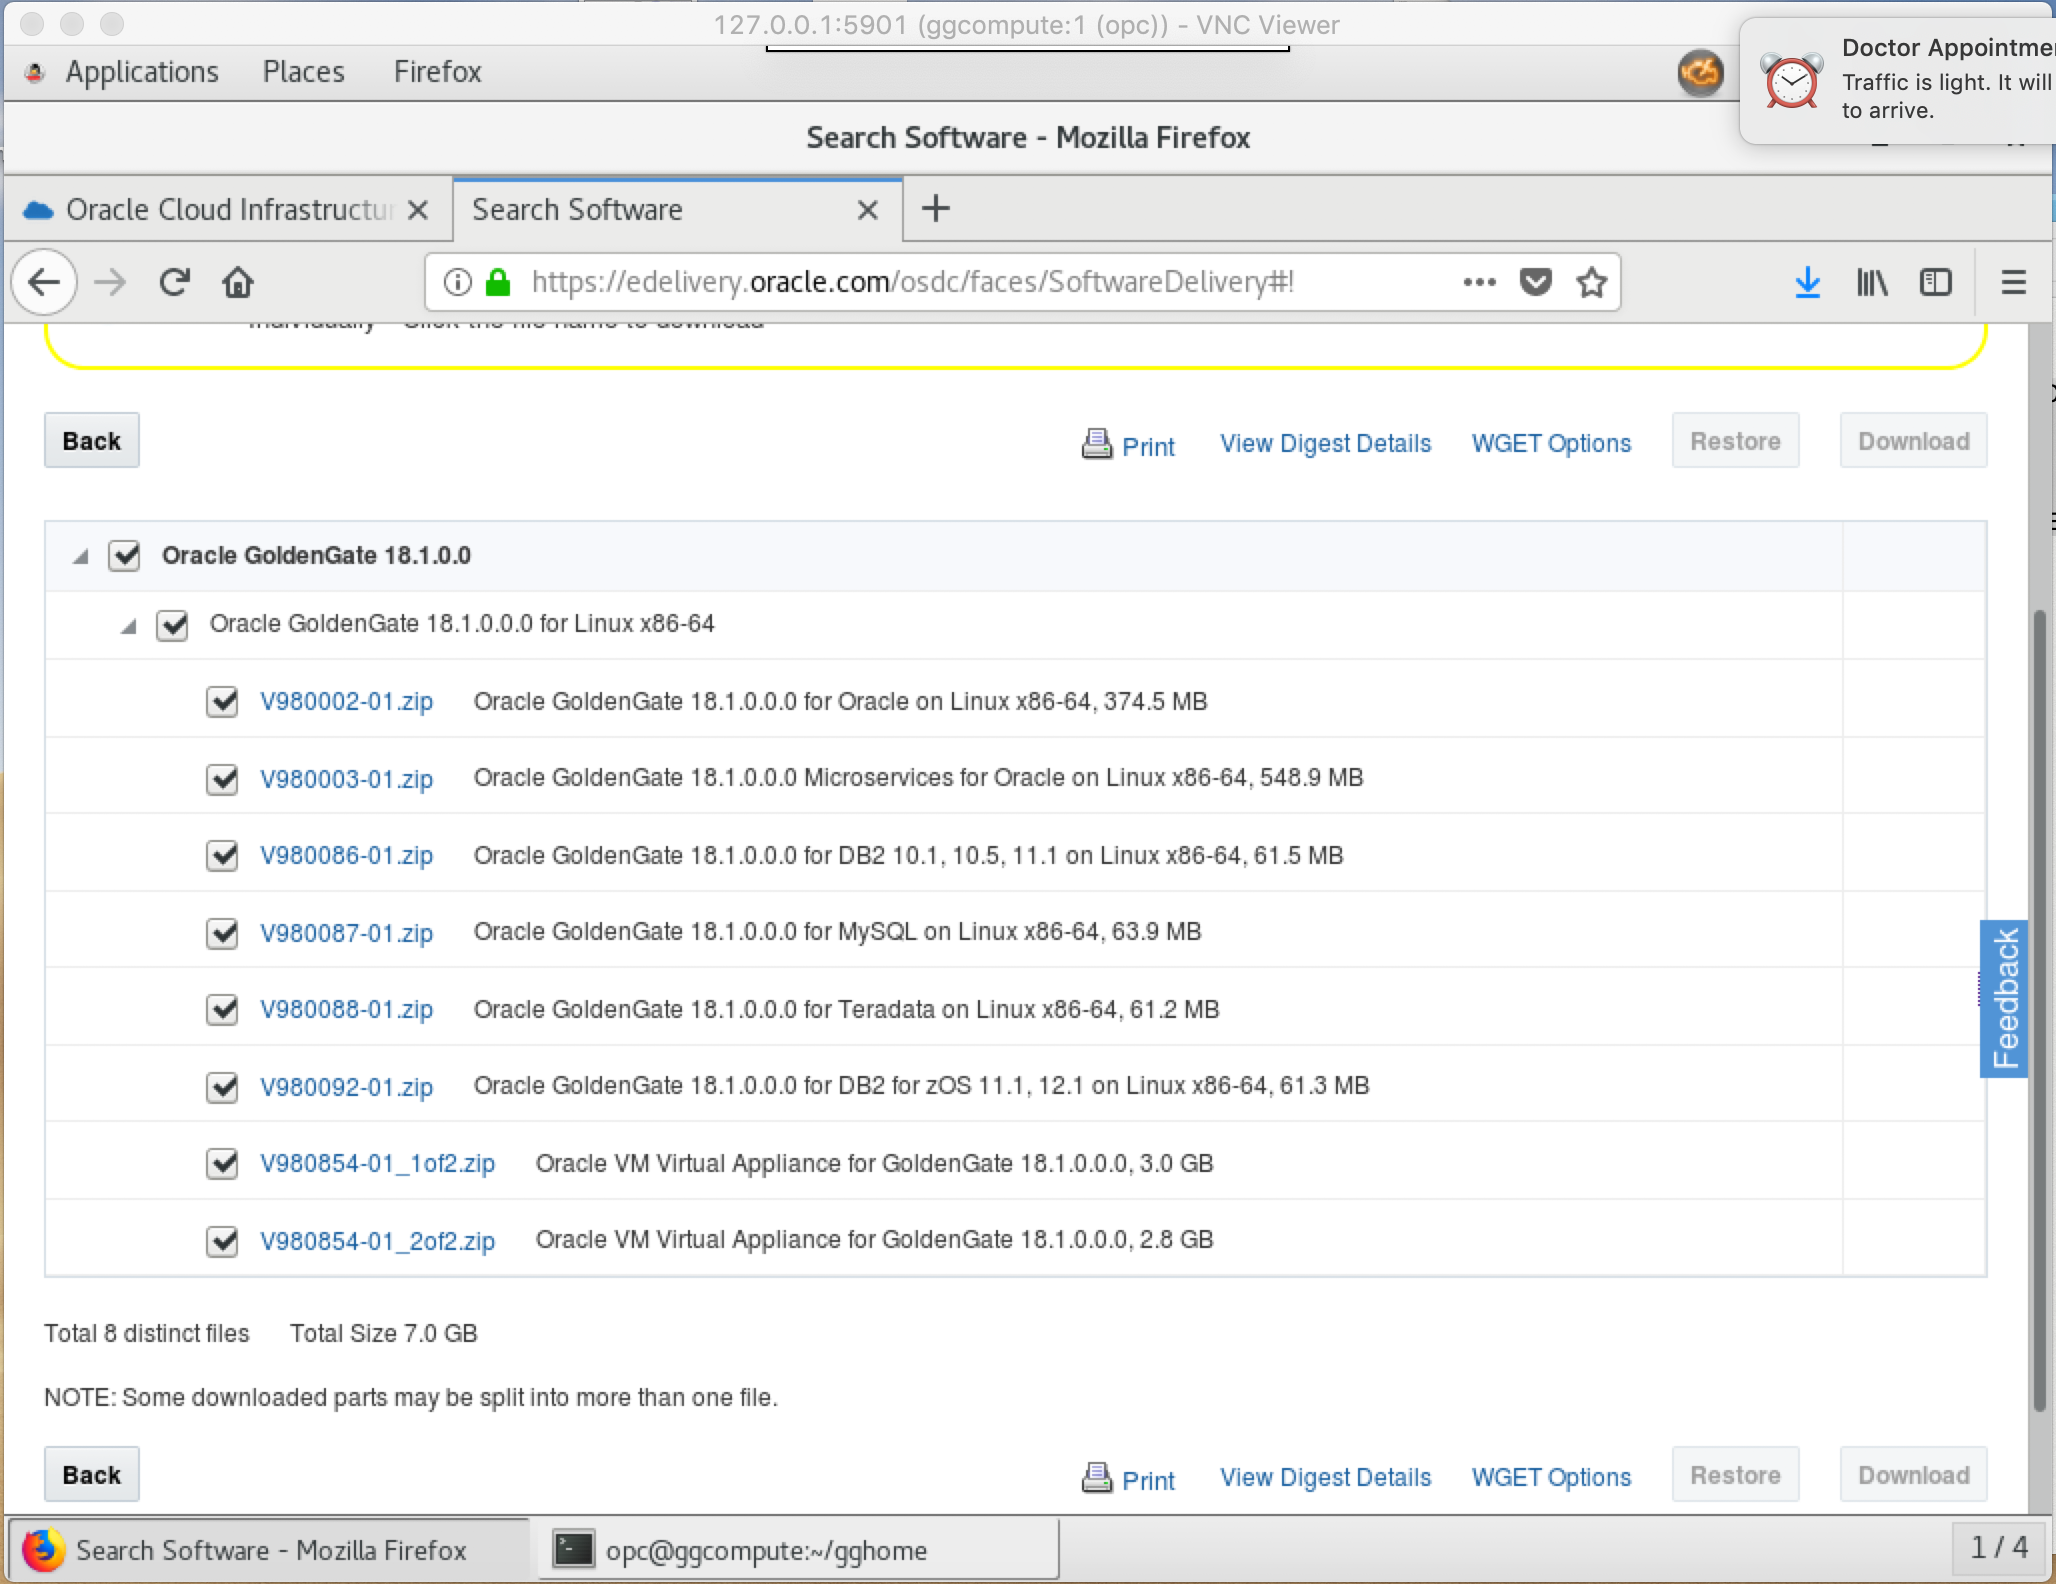 127.0.0.1:5901 (ggcompute:1 (opc)) - VNC Viewer
Doctor Appointme
Traffic is light. It will
to arrive.
Applications Places Firefox
Search Software - Mozilla Firefox
Oracle Cloud Infrastructur
Search Software
https://edelivery.oracle.com/osdc/faces/SoftwareDelivery#!
Individually - Click the file name to download
Back Print View Digest Details WGET Options Restore Download
Oracle GoldenGate 18.1.0.0
Oracle GoldenGate 18.1.0.0.0 for Linux x86-64
V980002-01.zip Oracle GoldenGate 18.1.0.0.0 for Oracle on Linux x86-64, 374.5 MB
V980003-01.zip Oracle GoldenGate 18.1.0.0.0 Microservices for Oracle on Linux x86-64, 548.9 MB
V980086-01.zip Oracle GoldenGate 18.1.0.0.0 for DB2 10.1, 10.5, 11.1 on Linux x86-64, 61.5 MB
V980087-01.zip Oracle GoldenGate 18.1.0.0.0 for MySQL on Linux x86-64, 63.9 MB
V980088-01.zip Oracle GoldenGate 18.1.0.0.0 for Teradata on Linux x86-64, 61.2 MB
V980092-01.zip Oracle GoldenGate 18.1.0.0.0 for DB2 for zOS 11.1, 12.1 on Linux x86-64, 61.3 MB
V980854-01_1of2.zip Oracle VM Virtual Appliance for GoldenGate 18.1.0.0.0, 3.0 GB
V980854-01_2of2.zip Oracle VM Virtual Appliance for GoldenGate 18.1.0.0.0, 2.8 GB
Feedback
Total 8 distinct files Total Size 7.0 GB
NOTE: Some downloaded parts may be split into more than one file.
Back Print View Digest Details WGET Options Restore Download
Search Software - Mozilla Firefox
opc@ggcompute:~/gghome
1 / 4